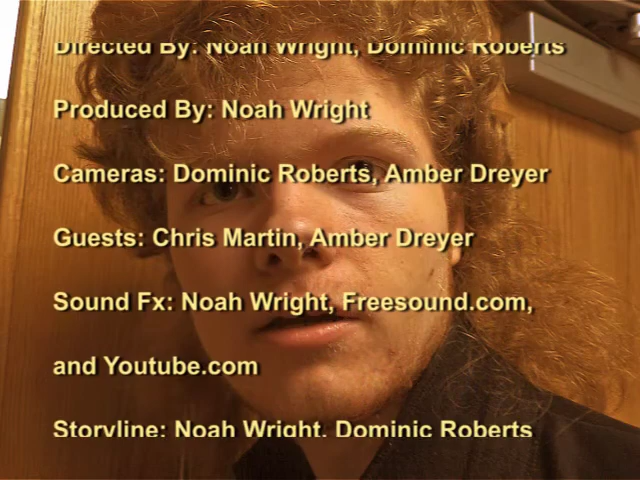 Directed By: Noah Wright, Dominic Roberts
Produced By: Noah Wright
Cameras: Dominic Roberts, Amber Dreyer
Guests: Chris Martin, Amber Dreyer
Sound Fx: Noah Wright, Freesound.com,
and Youtube.com
Storyline: Noah Wright, Dominic Roberts